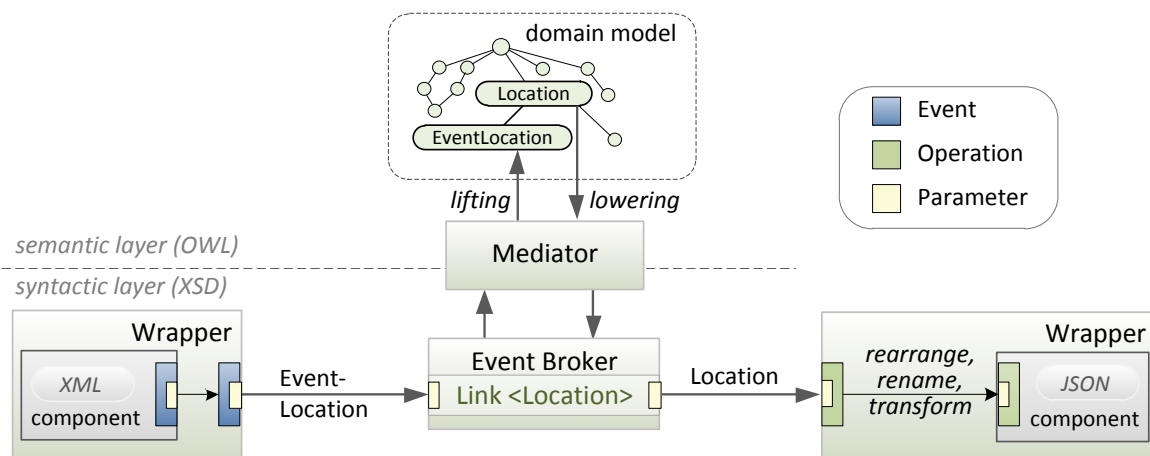 domain model
Location
EventLocation
lifting
lowering
Event
Operation
Parameter
semantic layer (OWL)
Mediator
syntactic layer (XSD)
Wrapper
XML
component
Event-
Location
Event Broker
Link <Location>
Location
Wrapper
rearrange,
rename,
transform
JSON
component